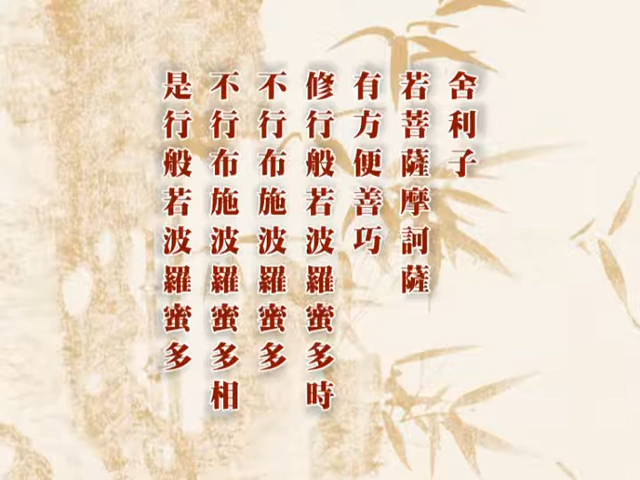 舍利子
若菩薩摩訶薩
有方便善巧
修行般若波羅蜜多時
不行布施波羅蜜多
不行布施波羅蜜多相
是行般若波羅蜜多